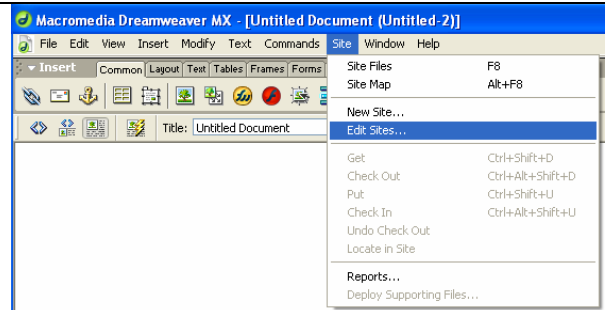 Macromedia Dreamweaver MX - [Untitled Document (Untitled-2)]
File Edit View Insert Modify Text Commands Site Window Help
Insert Common Layout Text Tables Frames Forms
Title: Untitled Document
Site Files F8
Site Map Alt+F8
New Site...
Edit Sites...
Get Ctrl+Shift+D
Check Out Ctrl+Alt+Shift+D
Put Ctrl+Shift+U
Check In Ctrl+Alt+Shift+U
Undo Check Out
Locate in Site
Reports...
Deploy Supporting Files...